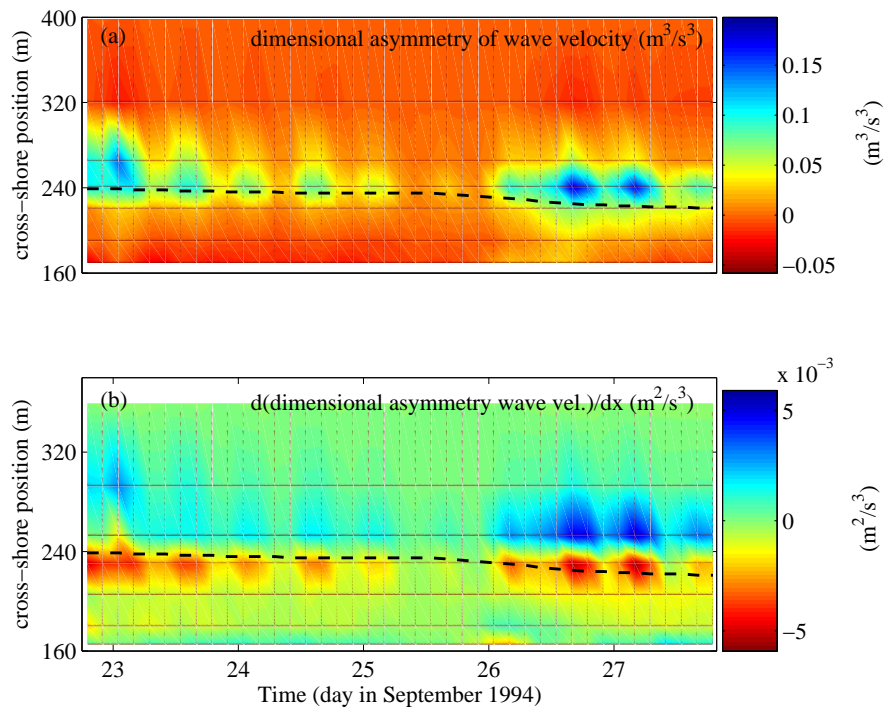 (a) dimensional asymmetry of wave velocity (m³/s³)
cross−shore position (m)
400
320
240
160
0.15
0.10
0.05
0
−0.05
(m³/s³)
(b) d(dimensional asymmetry wave vel.)/dx (m²/s³)
cross−shore position (m)
320
240
160
23
24
25
26
27
Time (day in September 1994)
x 10⁻³
5
0
−5
(m²/s³)